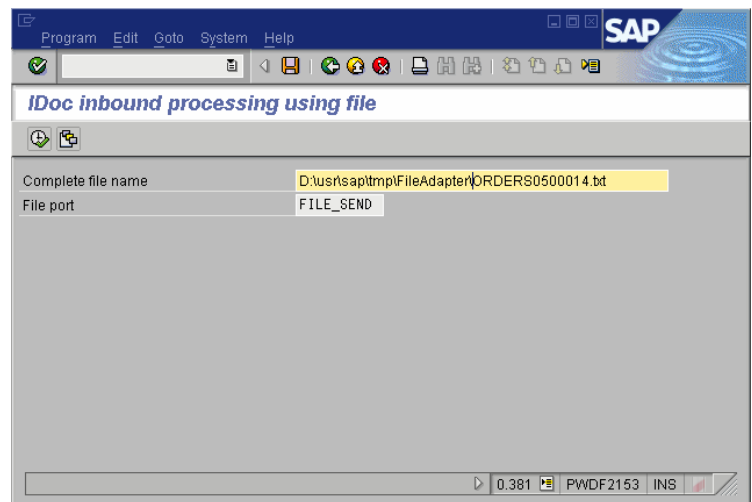 SAP
Program Edit Goto System Help
IDoc inbound processing using file
Complete file name D:\usr\sap\tmp\FileAdapter\ORDERS0500014.txt
File port FILE_SEND
0.381 PWDF2153 INS